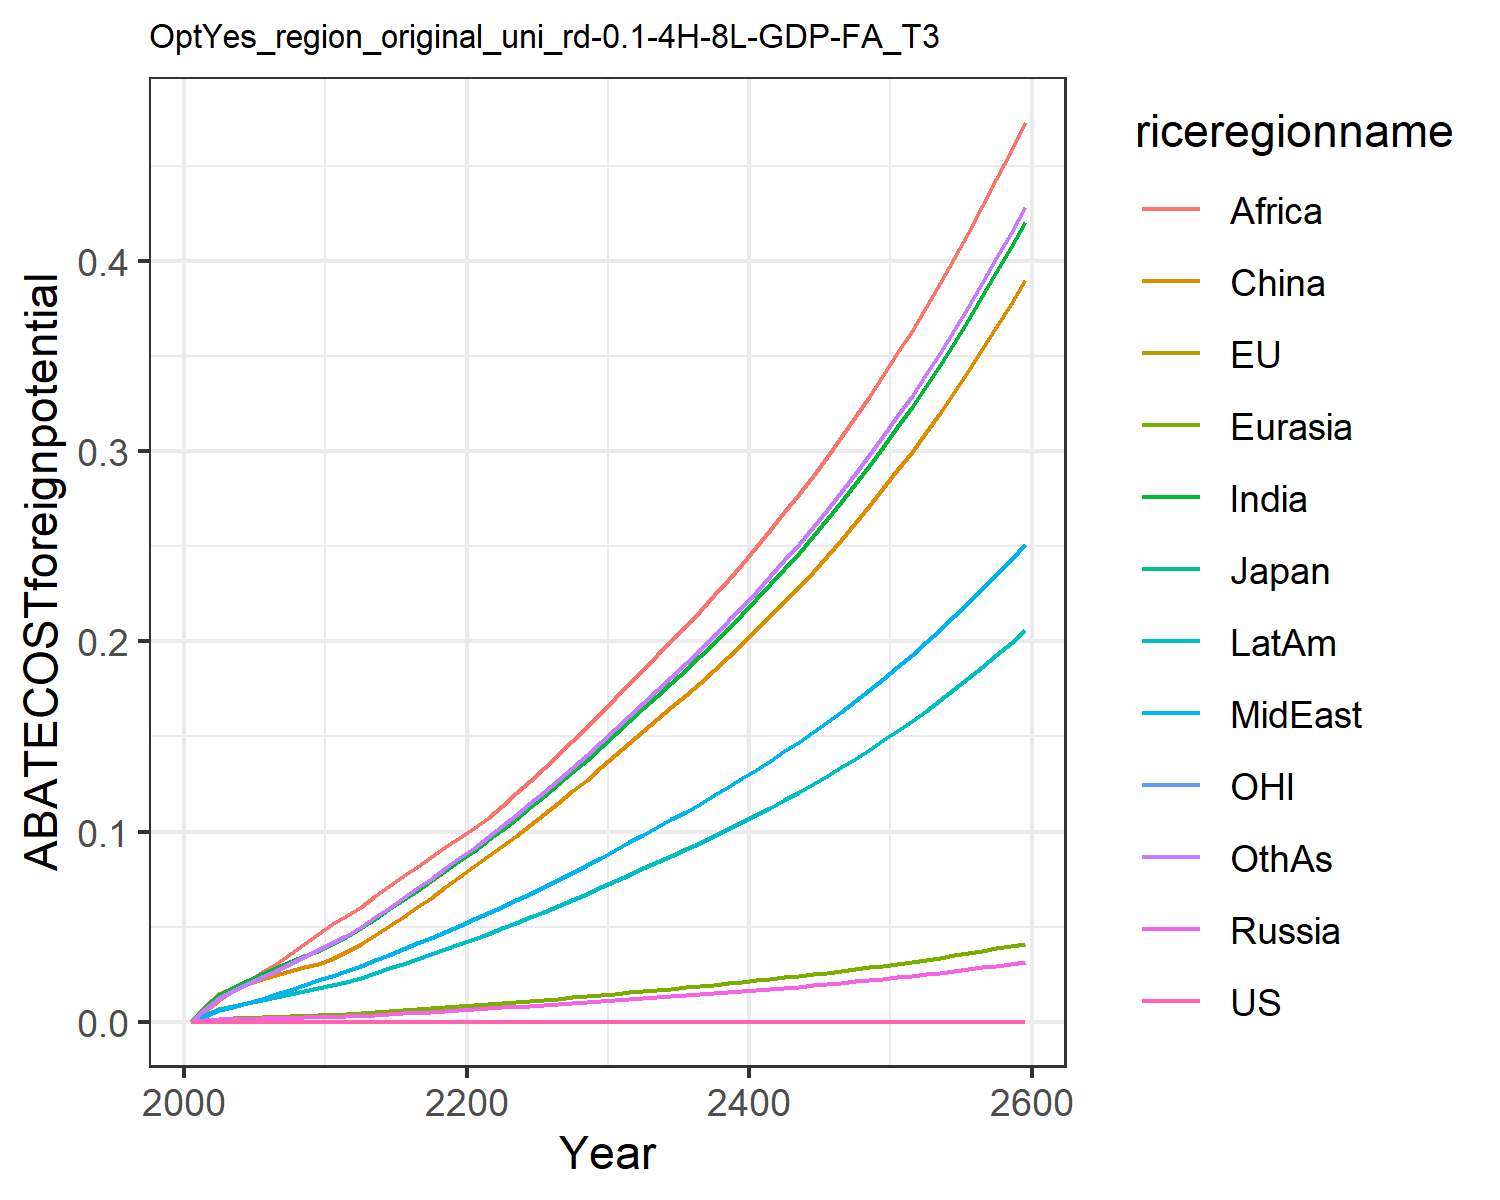 OptYes_region_original_uni_rd-0.1-4H-8L-GDP-FA_T3
ABATECOSTforeignpotential
0.4
0.3
0.2
0.1
0.0
2000 2200 2400 2600
Year
riceregionname
Africa
China
EU
Eurasia
India
Japan
LatAm
MidEast
OHI
OthAs
Russia
US